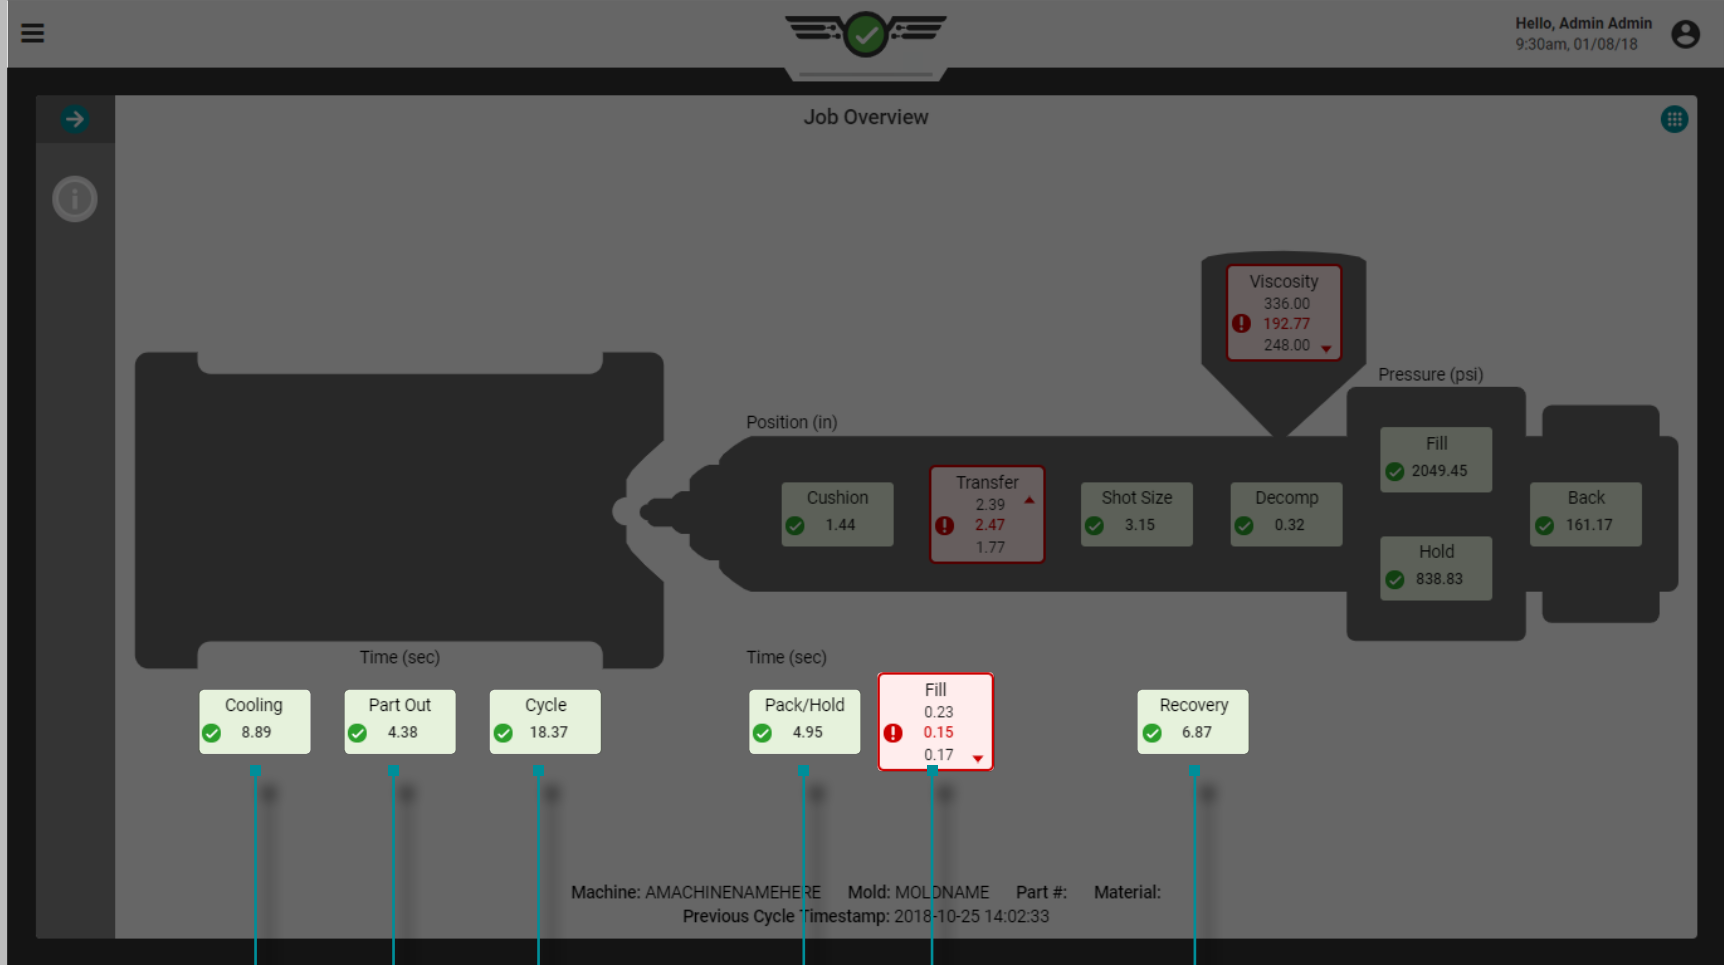 Hello, Admin Admin
9:30am, 01/08/18
Job Overview
Viscosity
336.00
192.77
248.00
Pressure (psi)
Position (in)
Fill
2049.45
Cushion
1.44
Transfer
2.39
2.47
1.77
Shot Size
3.15
Decomp
0.32
Back
161.17
Hold
838.83
Time (sec)
Cooling
8.89
Part Out
4.38
Cycle
18.37
Time (sec)
Pack/Hold
4.95
Fill
0.23
0.15
0.17
Recovery
6.87
Machine: AMACHINENAMEHERE Mold: MOLDNAME Part #: Material:
Previous Cycle Timestamp: 2018-10-25 14:02:33